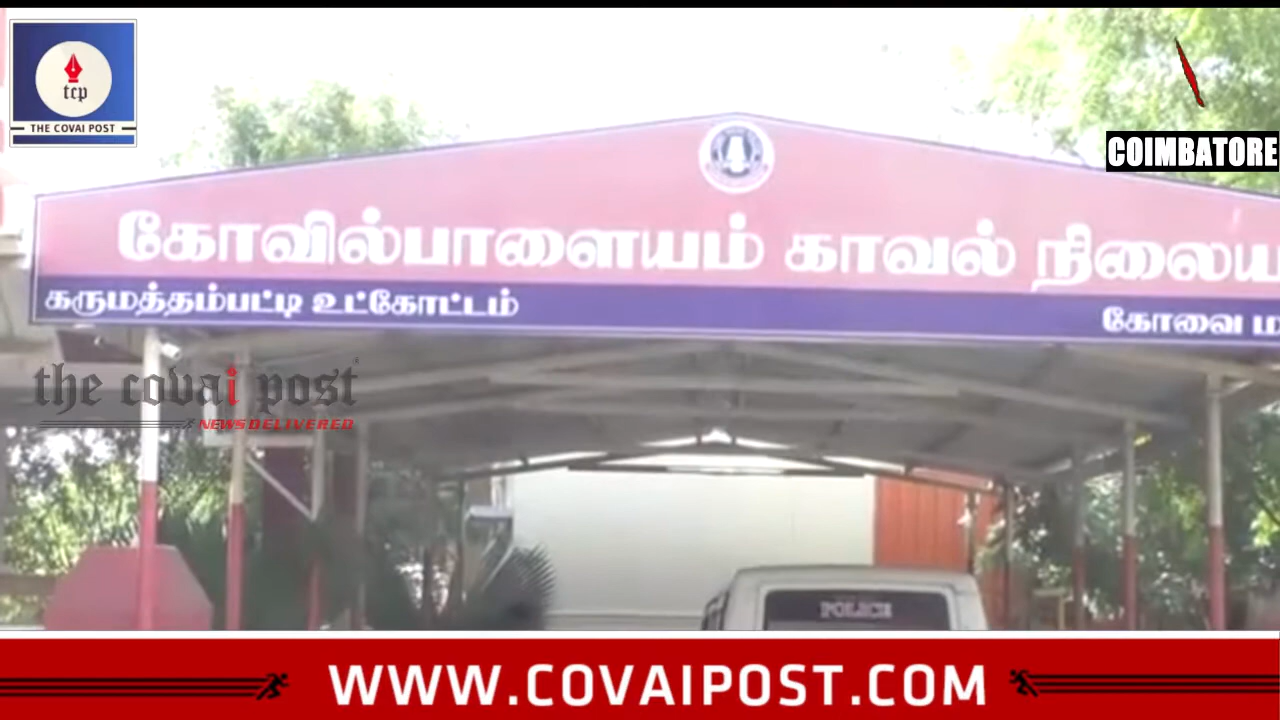 tcp
THE COVAI POST
COIMBATORE
கோவில்பாளையம் காவல் நிலைய
கருமத்தம்பட்டி உட்கோட்டம்
கோவை ம
the covai post
NEWS DELIVERED
POLICE
WWW.COVAIPOST.COM